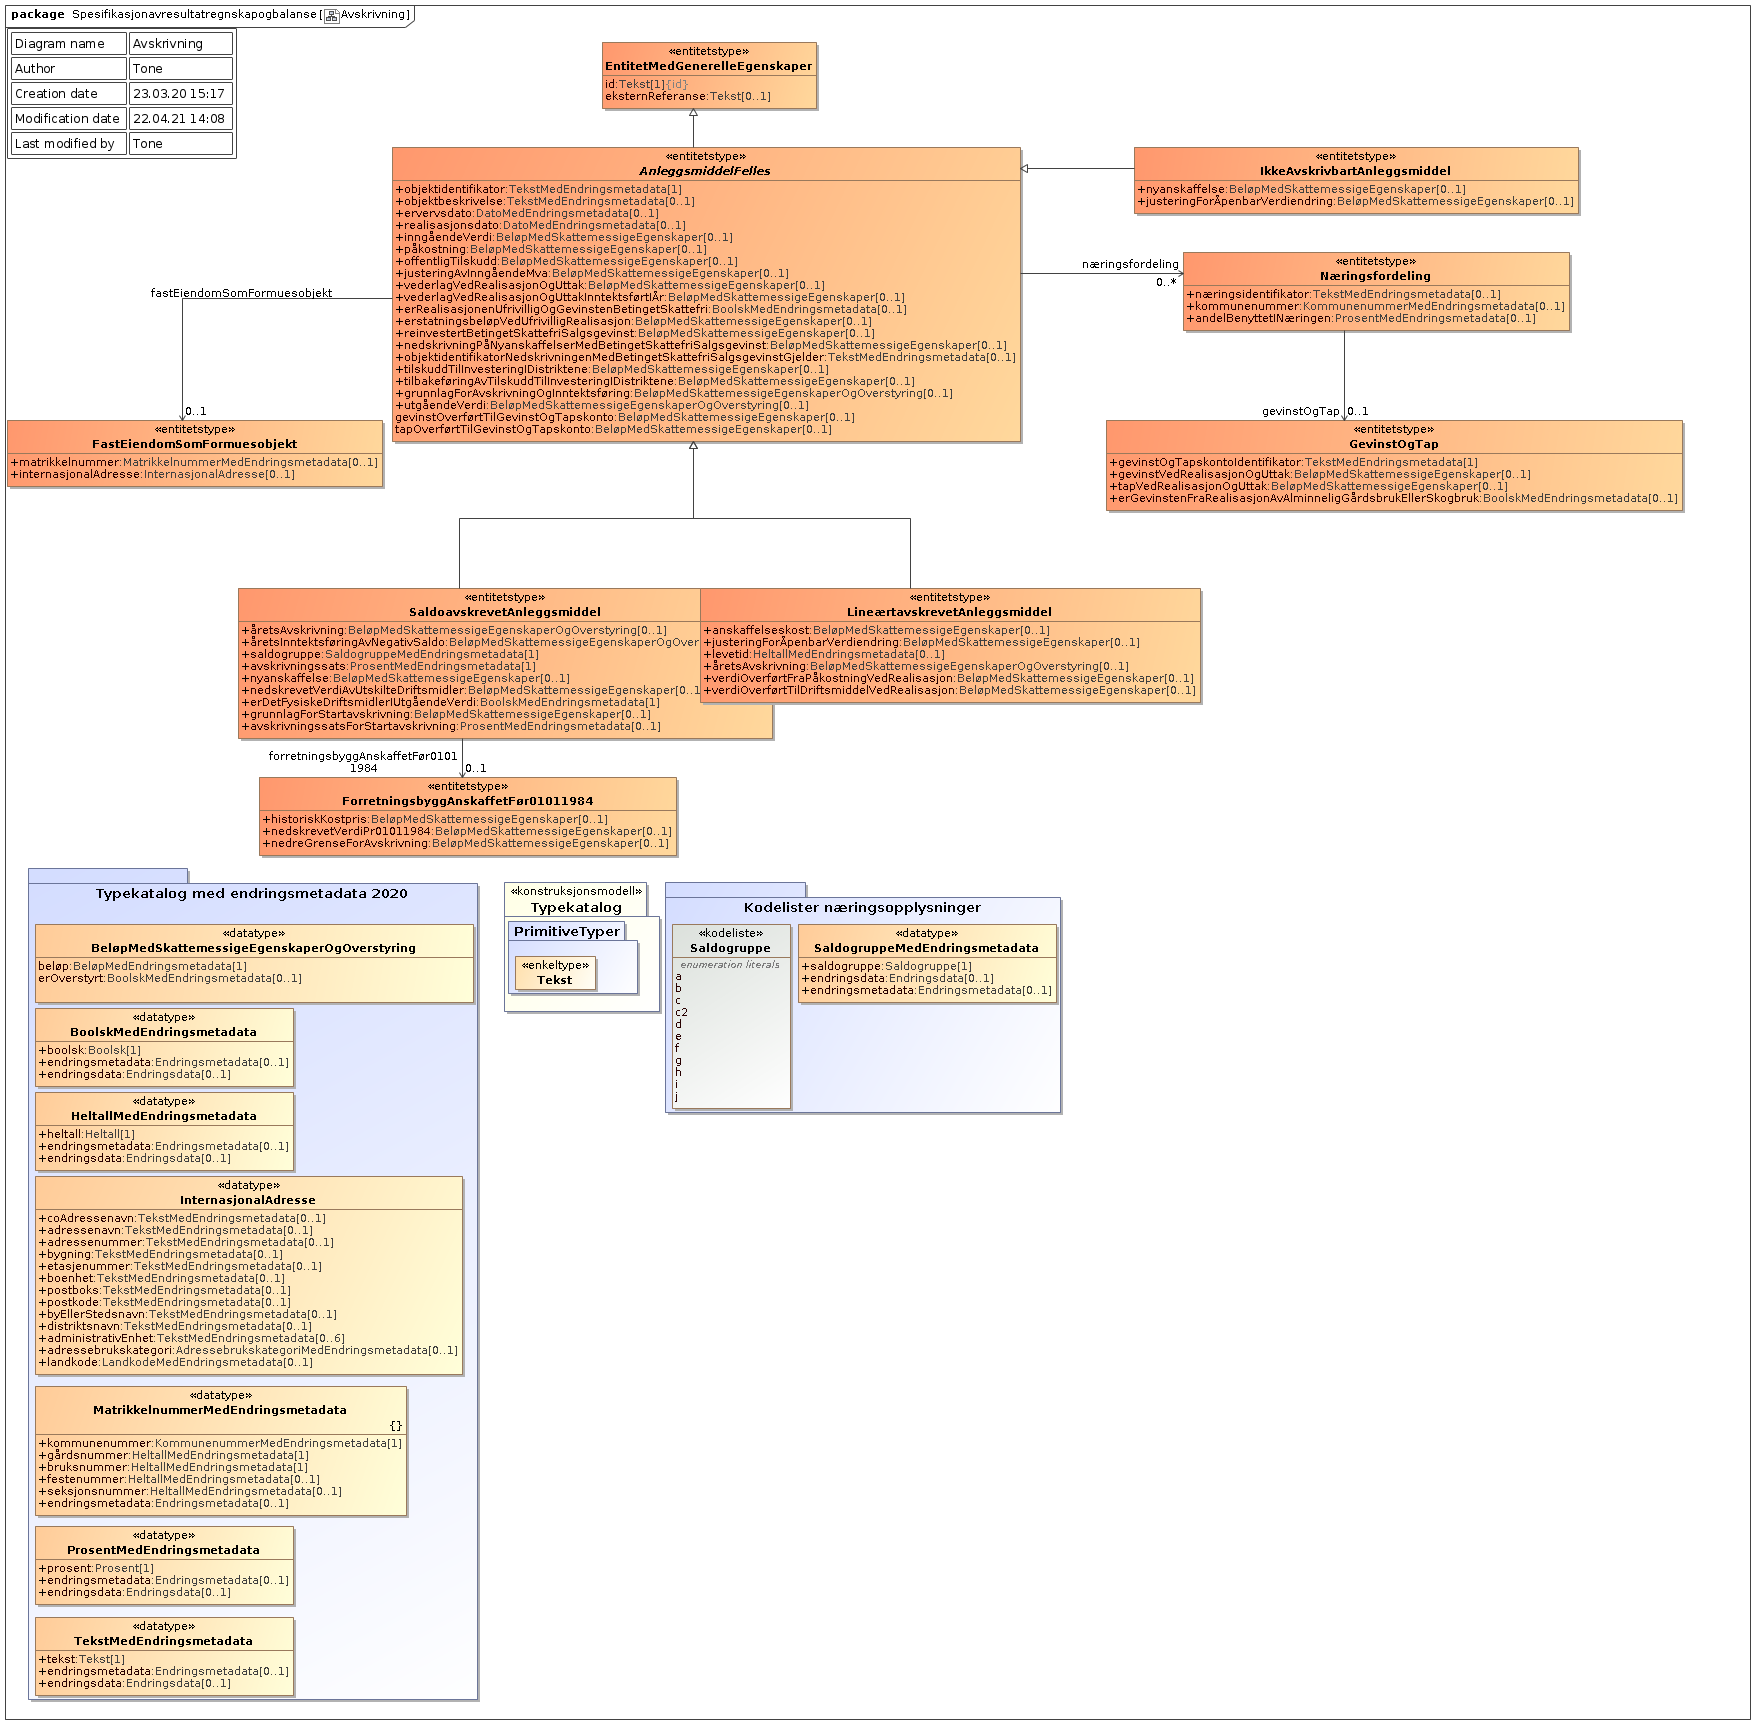 package Spesifikasjonavresultatregnskapogbalanse[ Avskrivning]
Diagram name Avskrivning
Author Tone
Creation date 23.03.20 15:17
Modification date 22.04.21 14:08
Last modified by Tone
«entitetstype»
EntitetMedGenerelleEgenskaper
id:Tekst[1]{id}
eksternReferanse:Tekst[0..1]
«entitetstype»
AnleggsmiddelFelles
+objektidentifikator:TekstMedEndringsmetadata[1]
+objektbeskrivelse:TekstMedEndringsmetadata[0..1]
+ervervsdato:DatoMedEndringsmetadata[0..1]
+realisasjonsdato:DatoMedEndringsmetadata[0..1]
+inngåendeVerdi:BeløpMedSkattemessigeEgenskaper[0..1]
+påkostning:BeløpMedSkattemessigeEgenskaper[0..1]
+offentligTilskudd:BeløpMedSkattemessigeEgenskaper[0..1]
+justeringAvInngåendeMva:BeløpMedSkattemessigeEgenskaper[0..1]
+vederlagVedRealisasjonOgUttak:BeløpMedSkattemessigeEgenskaper[0..1]
+vederlagVedRealisasjonOgUttakInntektsførtIÅr:BeløpMedSkattemessigeEgenskaper[0..1]
+erRealisasjonenUfrivilligOgGevinstenBetingetSkattefri:BoolskMedEndringsmetadata[0..1]
+erstatningsbeløpVedUfrivilligRealisasjon:BeløpMedSkattemessigeEgenskaper[0..1]
+reinvestertBetingetSkattefriSalgsgevinst:BeløpMedSkattemessigeEgenskaper[0..1]
+nedskrivningPåNyanskaffelserMedBetingetSkattefriSalgsgevinst:BeløpMedSkattemessigeEgenskaper[0..1]
+objektidentifikatorNedskrivningenMedBetingetSkattefriSalgsgevinstGjelder:TekstMedEndringsmetadata[0..1]
+tilskuddTilInvesteringIDistriktene:BeløpMedSkattemessigeEgenskaper[0..1]
+tilbakeføringAvTilskuddTilInvesteringIDistriktene:BeløpMedSkattemessigeEgenskaper[0..1]
+grunnlagForAvskrivningOgInntektsføring:BeløpMedSkattemessigeEgenskaperOgOverstyring[0..1]
+utgåendeVerdi:BeløpMedSkattemessigeEgenskaperOgOverstyring[0..1]
gevinstOverførtTilGevinstOgTapskonto:BeløpMedSkattemessigeEgenskaper[0..1]
tapOverførtTilGevinstOgTapskonto:BeløpMedSkattemessigeEgenskaper[0..1]
«entitetstype»
IkkeAvskrivbartAnleggsmiddel
+nyanskaffelse:BeløpMedSkattemessigeEgenskaper[0..1]
+justeringForÅpenbarVerdiendring:BeløpMedSkattemessigeEgenskaper[0..1]
næringsfordeling
0..*
«entitetstype»
Næringsfordeling
+næringsidentifikator:TekstMedEndringsmetadata[0..1]
+kommunenummer:KommunenummerMedEndringsmetadata[0..1]
+andelBenyttetINæringen:ProsentMedEndringsmetadata[0..1]
gevinstOgTap 0..1
«entitetstype»
GevinstOgTap
+gevinstOgTapskontoIdentifikator:TekstMedEndringsmetadata[1]
+gevinstVedRealisasjonOgUttak:BeløpMedSkattemessigeEgenskaper[0..1]
+tapVedRealisasjonOgUttak:BeløpMedSkattemessigeEgenskaper[0..1]
+erGevinstenFraRealisasjonAvAlminneligGårdsbrukEllerSkogbruk:BoolskMedEndringsmetadata[0..1]
fastEiendomSomFormuesobjekt
0..1
«entitetstype»
FastEiendomSomFormuesobjekt
+matrikkelnummer:MatrikkelnummerMedEndringsmetadata[0..1]
+internasjonalAdresse:InternasjonalAdresse[0..1]
«entitetstype»
SaldoavskrevetAnleggsmiddel
+åretsAvskrivning:BeløpMedSkattemessigeEgenskaperOgOverstyring[0..1]
+åretsInntektsføringAvNegativSaldo:BeløpMedSkattemessigeEgenskaperOgOver
+saldogruppe:SaldogruppeMedEndringsmetadata[1]
+avskrivningssats:ProsentMedEndringsmetadata[1]
+nyanskaffelse:BeløpMedSkattemessigeEgenskaper[0..1]
+nedskrevetVerdiAvUtskilteDriftsmidler:BeløpMedSkattemessigeEgenskaper[0..1
+erDetFysiskeDriftsmidlerIUtgåendeVerdi:BoolskMedEndringsmetadata[1]
+grunnlagForStartavskrivning:BeløpMedSkattemessigeEgenskaper[0..1]
+avskrivningssatsForStartavskrivning:ProsentMedEndringsmetadata[0..1]
«entitetstype»
LineærtavskrevetAnleggsmiddel
+anskaffelseskost:BeløpMedSkattemessigeEgenskaper[0..1]
+justeringForÅpenbarVerdiendring:BeløpMedSkattemessigeEgenskaper[0..1]
+levetid:HeltallMedEndringsmetadata[0..1]
+åretsAvskrivning:BeløpMedSkattemessigeEgenskaperOgOverstyring[0..1]
+verdiOverførtFraPåkostningVedRealisasjon:BeløpMedSkattemessigeEgenskaper[0..1]
+verdiOverførtTilDriftsmiddelVedRealisasjon:BeløpMedSkattemessigeEgenskaper[0..1]
forretningsbyggAnskaffetFør0101
1984 0..1
«entitetstype»
ForretningsbyggAnskaffetFør01011984
+historiskKostpris:BeløpMedSkattemessigeEgenskaper[0..1]
+nedskrevetVerdiPr01011984:BeløpMedSkattemessigeEgenskaper[0..1]
+nedreGrenseForAvskrivning:BeløpMedSkattemessigeEgenskaper[0..1]
Typekatalog med endringsmetadata 2020
«datatype»
BeløpMedSkattemessigeEgenskaperOgOverstyring
beløp:BeløpMedEndringsmetadata[1]
erOverstyrt:BoolskMedEndringsmetadata[0..1]
«datatype»
BoolskMedEndringsmetadata
+boolsk:Boolsk[1]
+endringsmetadata:Endringsmetadata[0..1]
+endringsdata:Endringsdata[0..1]
«datatype»
HeltallMedEndringsmetadata
+heltall:Heltall[1]
+endringsmetadata:Endringsmetadata[0..1]
+endringsdata:Endringsdata[0..1]
«datatype»
InternasjonalAdresse
+coAdressenavn:TekstMedEndringsmetadata[0..1]
+adressenavn:TekstMedEndringsmetadata[0..1]
+adressenummer:TekstMedEndringsmetadata[0..1]
+bygning:TekstMedEndringsmetadata[0..1]
+etasjenummer:TekstMedEndringsmetadata[0..1]
+boenhet:TekstMedEndringsmetadata[0..1]
+postboks:TekstMedEndringsmetadata[0..1]
+postkode:TekstMedEndringsmetadata[0..1]
+byEllerStedsnavn:TekstMedEndringsmetadata[0..1]
+distriktsnavn:TekstMedEndringsmetadata[0..1]
+administrativEnhet:TekstMedEndringsmetadata[0..6]
+adressebrukskategori:AdressebrukskategoriMedEndringsmetadata[0..1]
+landkode:LandkodeMedEndringsmetadata[0..1]
«datatype»
MatrikkelnummerMedEndringsmetadata
{}
+kommunenummer:KommunenummerMedEndringsmetadata[1]
+gårdsnummer:HeltallMedEndringsmetadata[1]
+bruksnummer:HeltallMedEndringsmetadata[1]
+festenummer:HeltallMedEndringsmetadata[0..1]
+seksjonsnummer:HeltallMedEndringsmetadata[0..1]
+endringsmetadata:Endringsmetadata[0..1]
«datatype»
ProsentMedEndringsmetadata
+prosent:Prosent[1]
+endringsmetadata:Endringsmetadata[0..1]
+endringsdata:Endringsdata[0..1]
«datatype»
TekstMedEndringsmetadata
+tekst:Tekst[1]
+endringsmetadata:Endringsmetadata[0..1]
+endringsdata:Endringsdata[0..1]
«konstruksjonsmodell»
Typekatalog
PrimitiveTyper
«enkeltype»
Tekst
Kodelister næringsopplysninger
«kodeliste»
Saldogruppe
enumeration literals
a
b
c
c2
d
e
f
g
h
i
j
«datatype»
SaldogruppeMedEndringsmetadata
+saldogruppe:Saldogruppe[1]
+endringsdata:Endringsdata[0..1]
+endringsmetadata:Endringsmetadata[0..1]